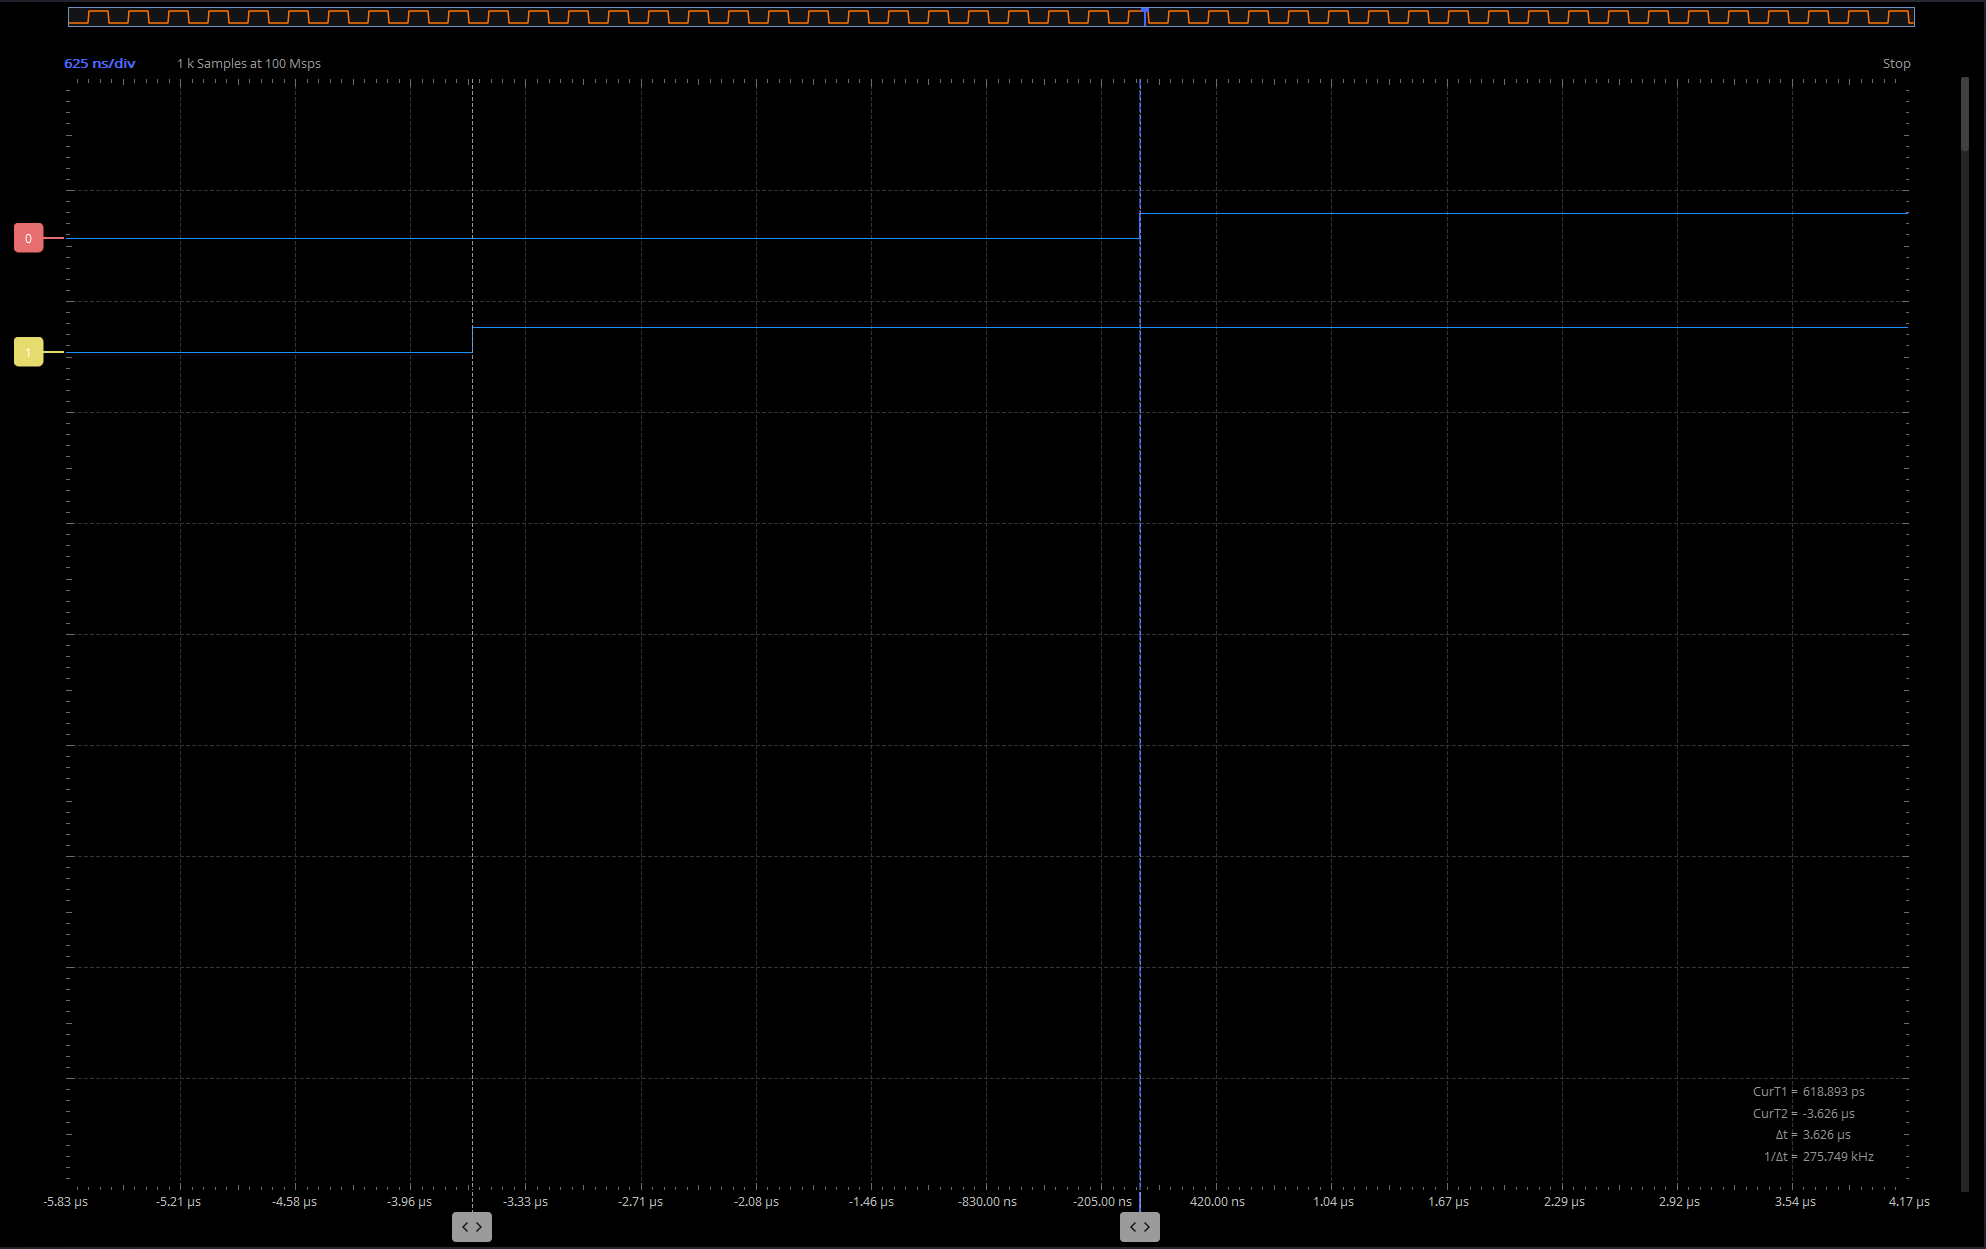 625 ns/div 1 k Samples at 100 Msps Stop
0
1
CurT1 = 618.893 ps
CurT2 = -3.626 µs
Δt = 3.626 µs
1/Δt = 275.749 kHz
-5.83 µs -5.21 µs -4.58 µs -3.96 µs -3.33 µs -2.71 µs -2.08 µs -1.46 µs -830.00 ns -205.00 ns 420.00 ns 1.04 µs 1.67 µs 2.29 µs 2.92 µs 3.54 µs 4.17 µs